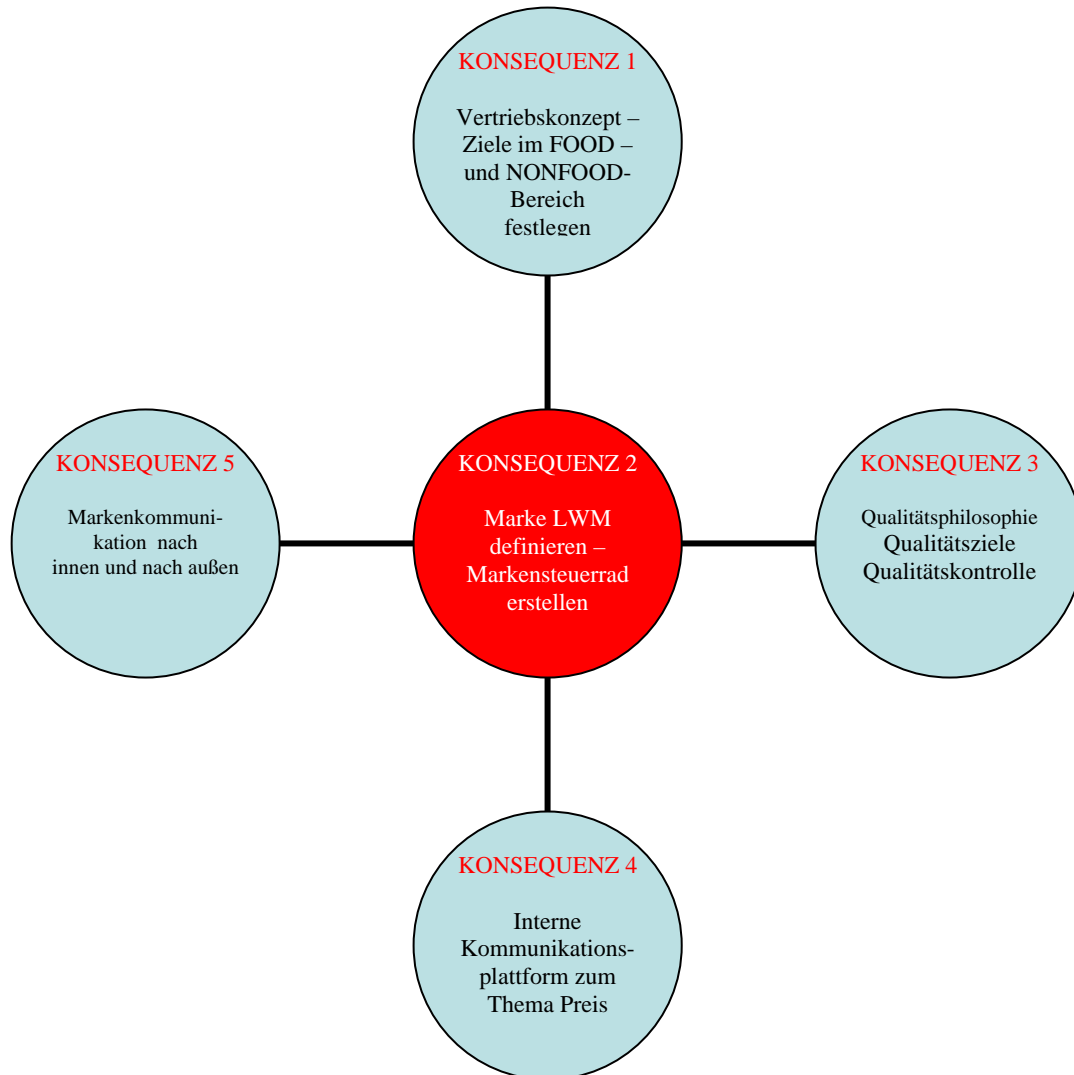 KONSEQUENZ 1
Vertriebskonzept –
Ziele im FOOD –
und NONFOOD-
Bereich
festlegen
KONSEQUENZ 5
Markenkommuni-
kation  nach
innen und nach außen
KONSEQUENZ 2
Marke LWM
definieren –
Markensteuerrad
erstellen
KONSEQUENZ 3
Qualitätsphilosophie
Qualitätsziele
Qualitätskontrolle
KONSEQUENZ 4
Interne
Kommunikations-
plattform zum
Thema Preis